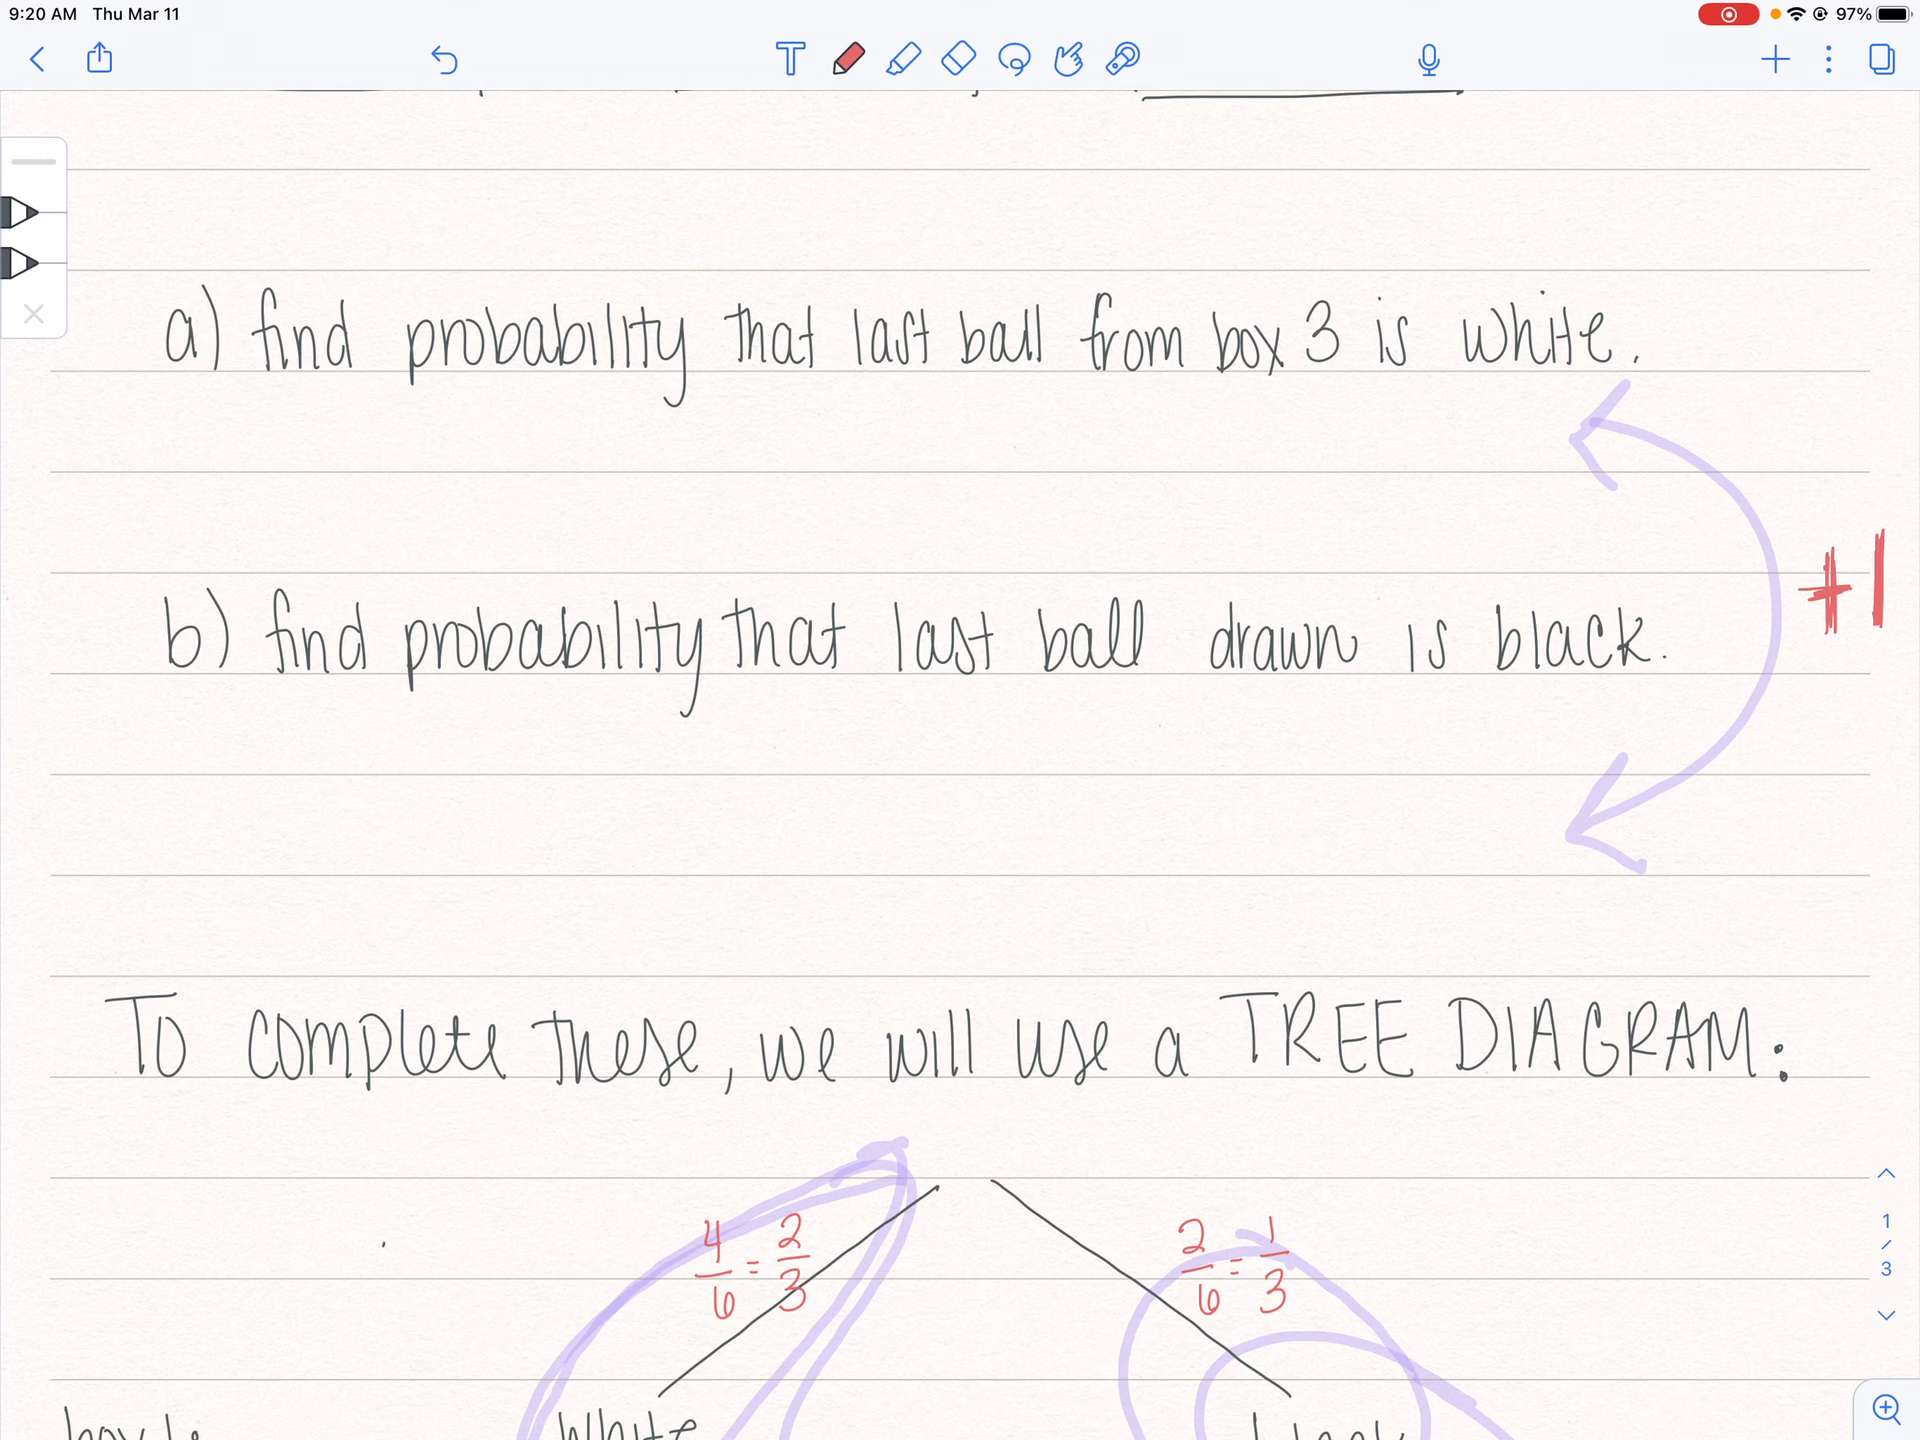 9:20 AM Thu Mar 11
97%
a) find probability that last ball from box 3 is white.
#1
b) find probability that last ball drawn is black.
To complete these, we will use a TREE DIAGRAM:
4/6 = 2/3 2/6 = 1/3
1 / 3
White black